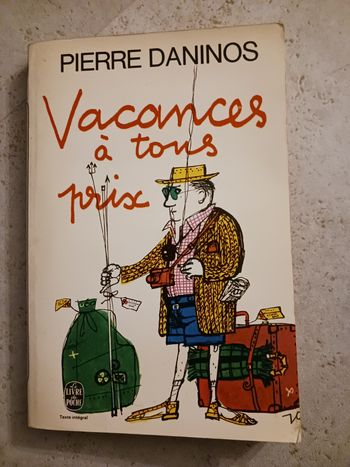 PIERRE DANINOS
Vacances
à tous
prix
LE
LIVRE
DE
POCHE
Texte intégral